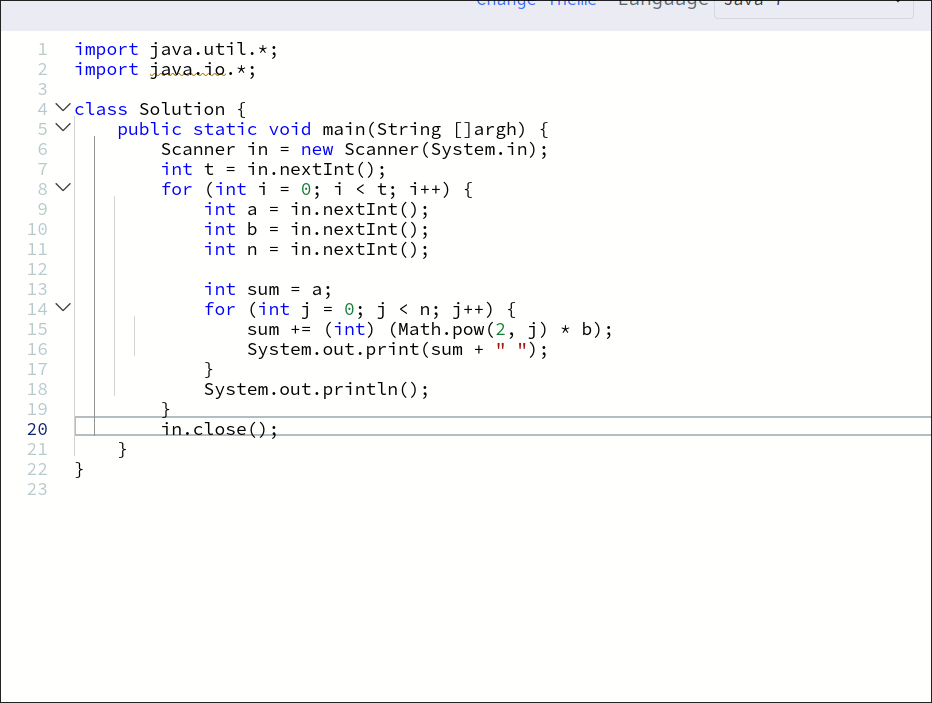 Change Theme Language Java 7
1 import java.util.*;
2 import java.io.*;
3
4 class Solution {
5     public static void main(String []argh) {
6         Scanner in = new Scanner(System.in);
7         int t = in.nextInt();
8         for (int i = 0; i < t; i++) {
9             int a = in.nextInt();
10             int b = in.nextInt();
11             int n = in.nextInt();
12
13             int sum = a;
14             for (int j = 0; j < n; j++) {
15                 sum += (int) (Math.pow(2, j) * b);
16                 System.out.print(sum + " ");
17             }
18             System.out.println();
19         }
20         in.close();
21     }
22 }
23